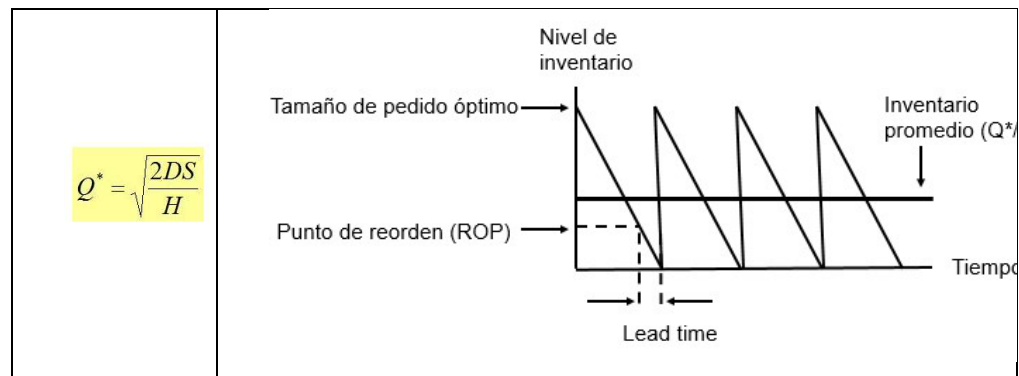 Q* = √(2DS/H)
Nivel de
inventario
Tamaño de pedido óptimo
Inventario
promedio (Q*/
Punto de reorden (ROP)
Tiempo
Lead time